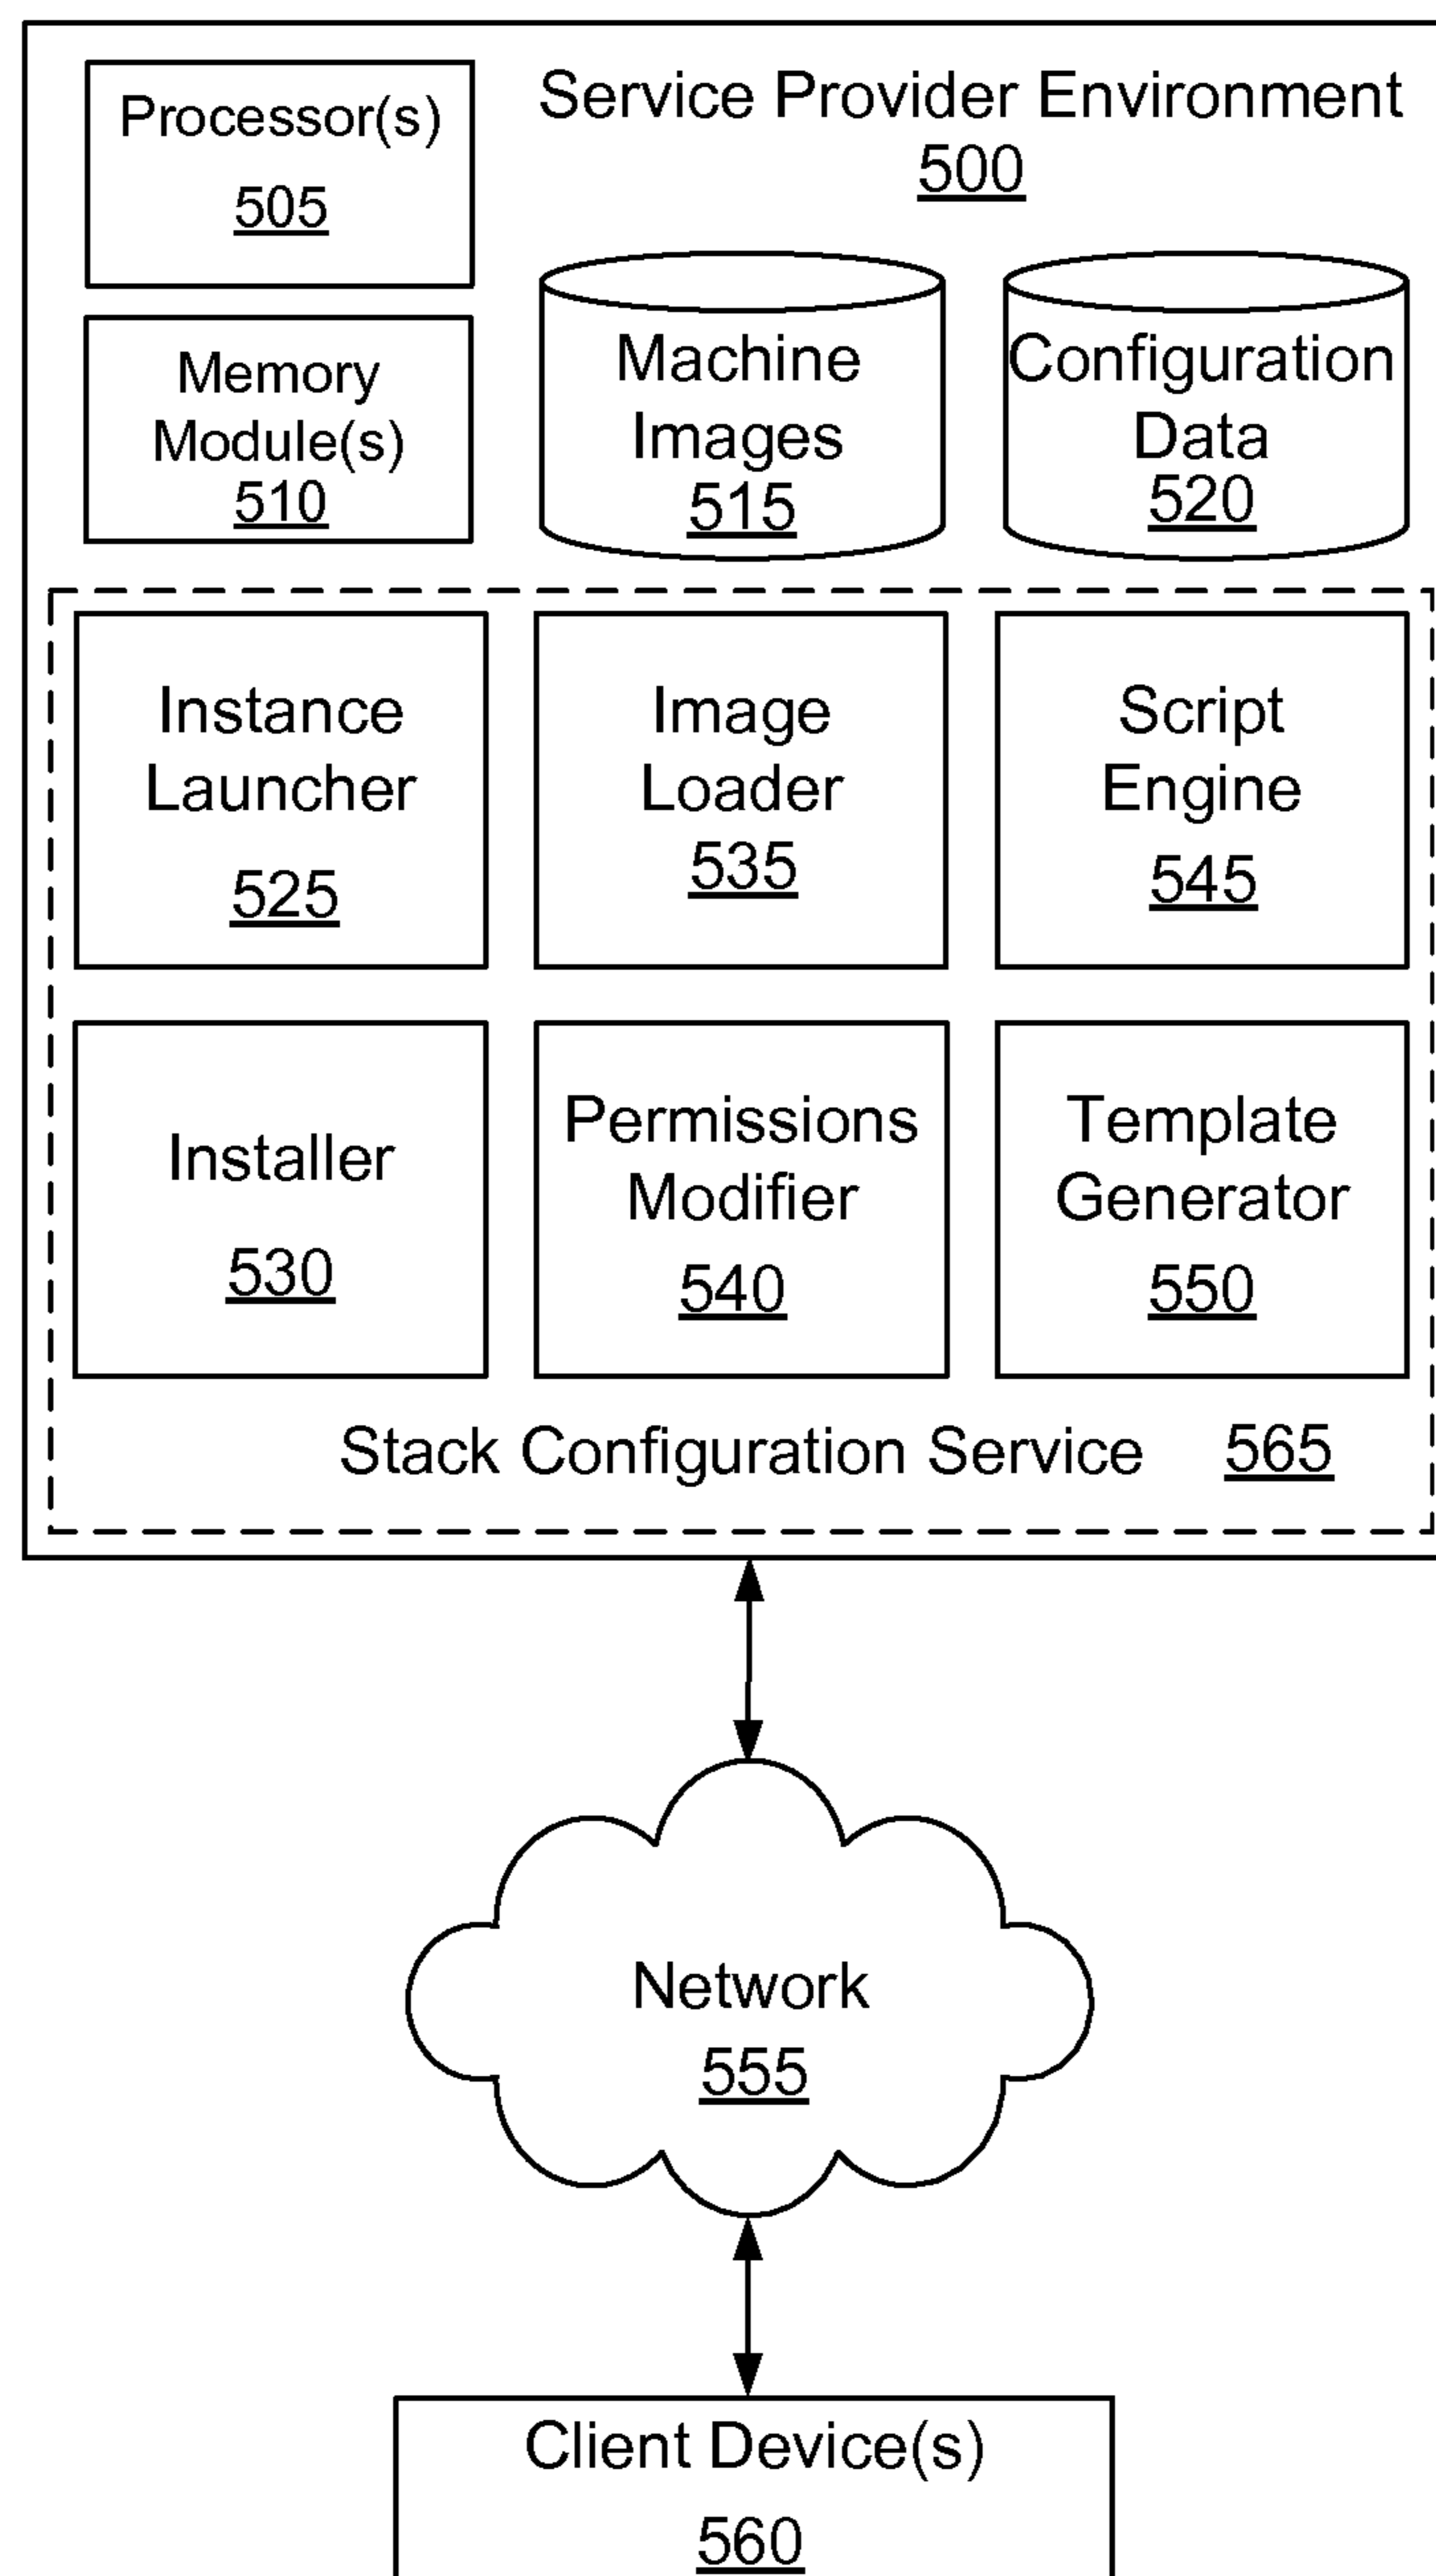 Service Provider Environment
500
Processor(s)
505
Memory
Module(s)
510
Machine
Images
515
Configuration
Data
520
Instance
Launcher
525
Image
Loader
535
Script
Engine
545
Installer
530
Permissions
Modifier
540
Template
Generator
550
Stack Configuration Service 565
Network
555
Client Device(s)
560